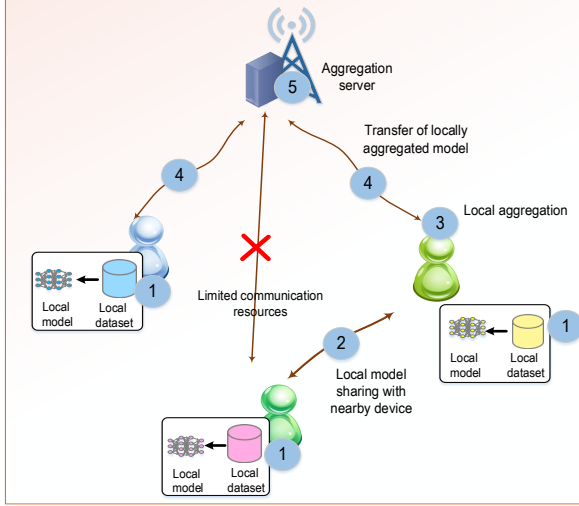 5
Aggregation
server
Transfer of locally
aggregated model
4
4
3
Local aggregation
Local
model
Local
dataset
1
Limited communication
resources
2
Local model
sharing with
nearby device
Local
model
Local
dataset
1
Local
model
Local
dataset
1